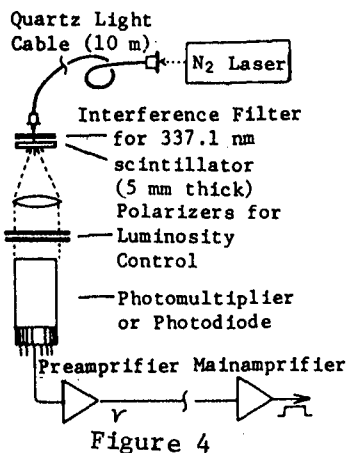 Quartz Light
Cable (10 m)
N2 Laser
Interference Filter
for 337.1 nm
scintillator
(5 mm thick)
Polarizers for
Luminosity
Control
Photomultiplier
or Photodiode
Preamprifier Mainamprifier
r
Figure 4